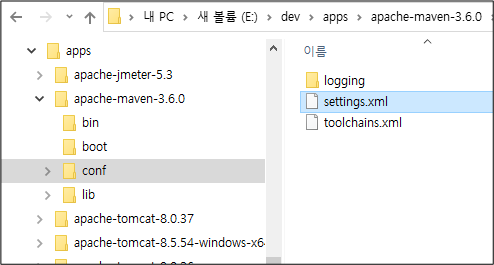 내 PC > 새 볼륨 (E:) > dev > apps > apache-maven-3.6.0
apps
apache-jmeter-5.3
apache-maven-3.6.0
bin
boot
conf
lib
apache-tomcat-8.0.37
apache-tomcat-8.5.54-windows-x64
이름
logging
settings.xml
toolchains.xml